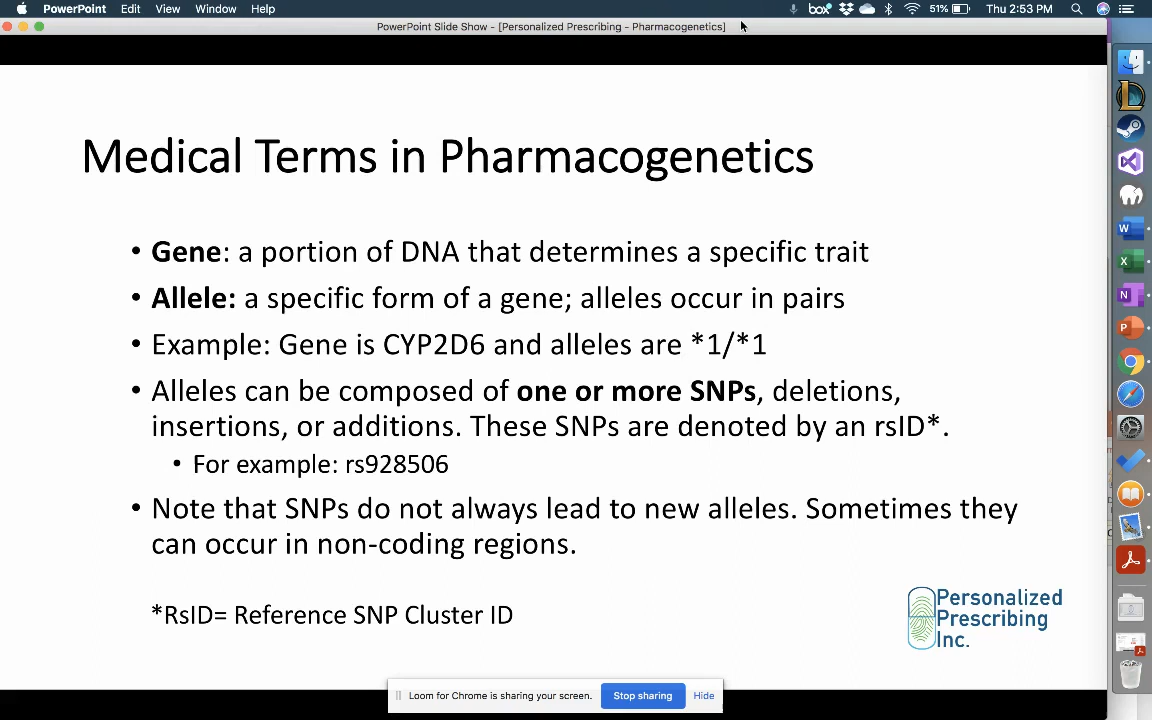 PowerPoint Edit View Window Help box 51% Thu 2:53 PM
PowerPoint Slide Show - [Personalized Prescribing - Pharmacogenetics]
Medical Terms in Pharmacogenetics
• Gene: a portion of DNA that determines a specific trait
• Allele: a specific form of a gene; alleles occur in pairs
• Example: Gene is CYP2D6 and alleles are *1/*1
• Alleles can be composed of one or more SNPs, deletions,
insertions, or additions. These SNPs are denoted by an rsID*.
• For example: rs928506
• Note that SNPs do not always lead to new alleles. Sometimes they
can occur in non-coding regions.
*RsID= Reference SNP Cluster ID
Personalized
Prescribing
Inc.
Loom for Chrome is sharing your screen. Stop sharing Hide